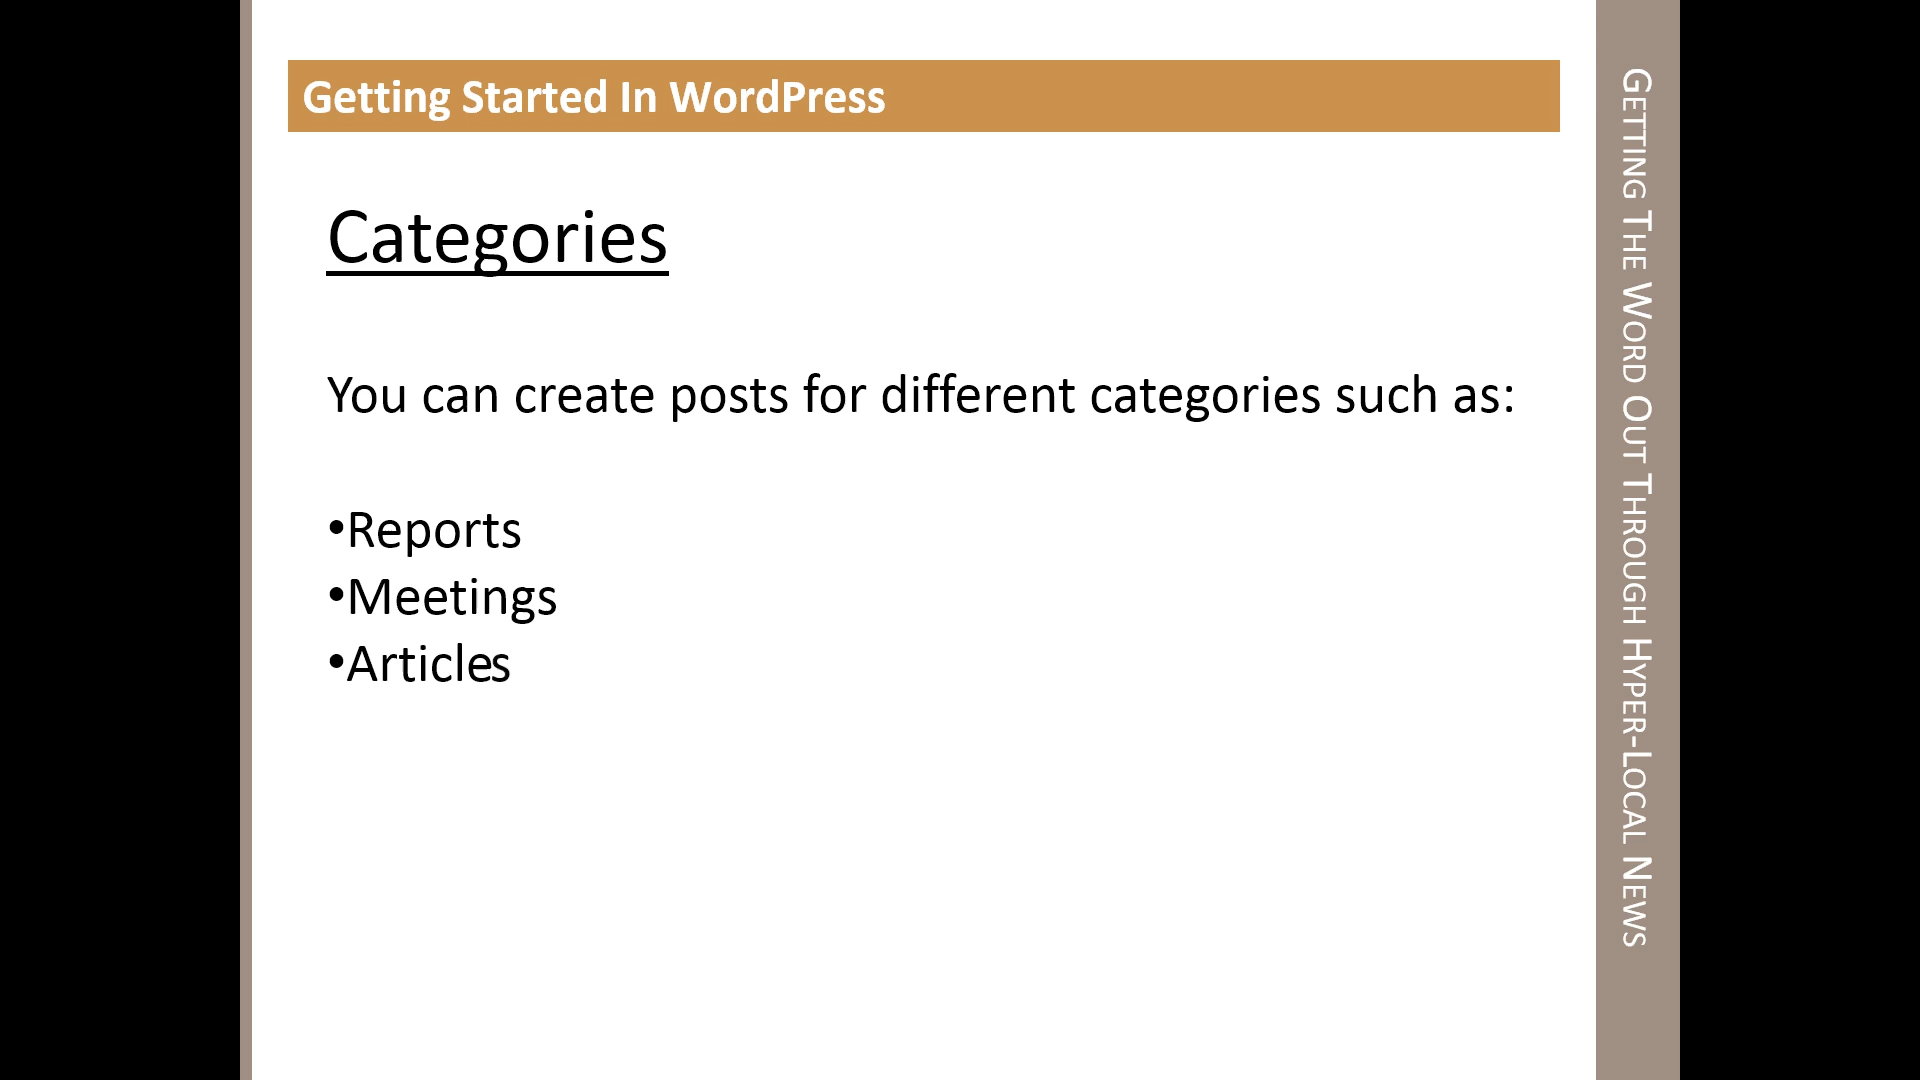 Getting Started In WordPress
Categories
You can create posts for different categories such as:
•Reports
•Meetings
•Articles
Getting The Word Out Through Hyper-Local News